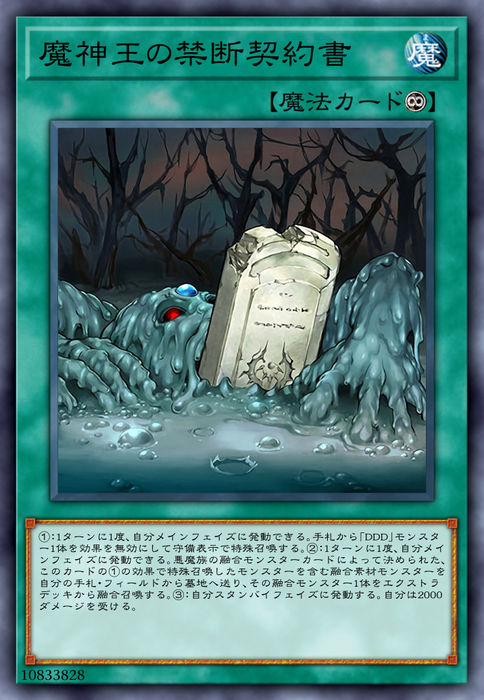 魔神王の禁断契約書
魔
【魔法カード】
①:1ターンに1度、自分メインフェイズに発動できる。手札から「DDD」モンスタ
ー1体を効果を無効にして守備表示で特殊召喚する。②:1ターンに1度、自分メイ
ンフェイズに発動できる。悪魔族の融合モンスターカードによって決められた、
このカードの①の効果で特殊召喚したモンスターを含む融合素材モンスターを
自分の手札・フィールドから墓地へ送り、その融合モンスター1体をエクストラ
デッキから融合召喚する。③:自分スタンバイフェイズに発動する。自分は2000
ダメージを受ける。
10833828